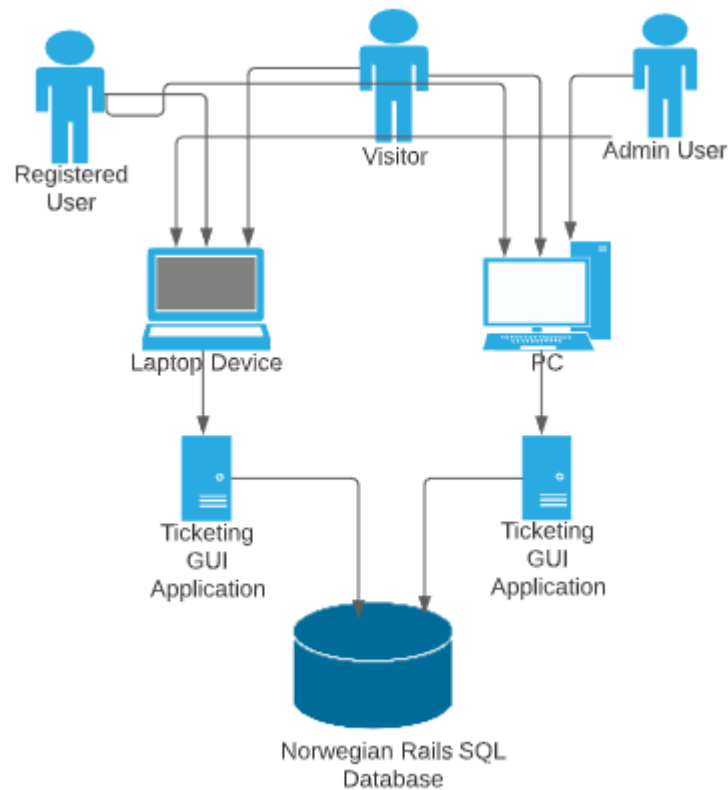 Registered
User
Visitor
Admin User
Laptop Device
PC
Ticketing
GUI
Application
Ticketing
GUI
Application
Norwegian Rails SQL
Database